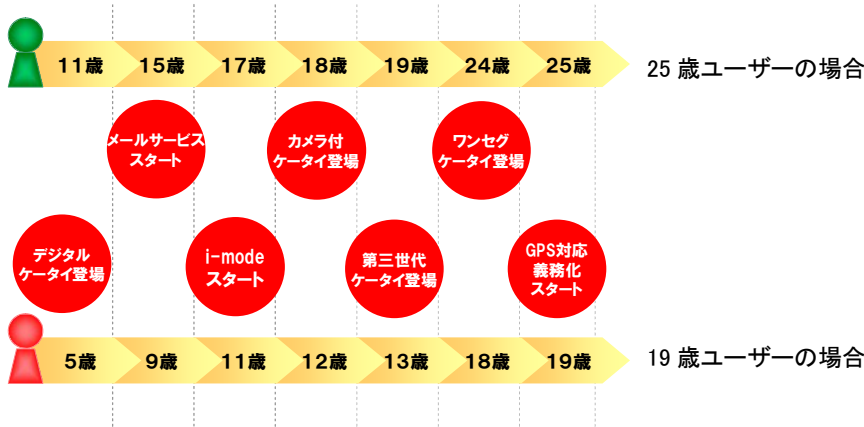 11歳 15歳 17歳 18歳 19歳 24歳 25歳
25 歳ユーザーの場合
メールサービス
スタート
カメラ付
ケータイ登場
ワンセグ
ケータイ登場
デジタル
ケータイ登場
i-mode
スタート
第三世代
ケータイ登場
GPS対応
義務化
スタート
5歳 9歳 11歳 12歳 13歳 18歳 19歳
19 歳ユーザーの場合